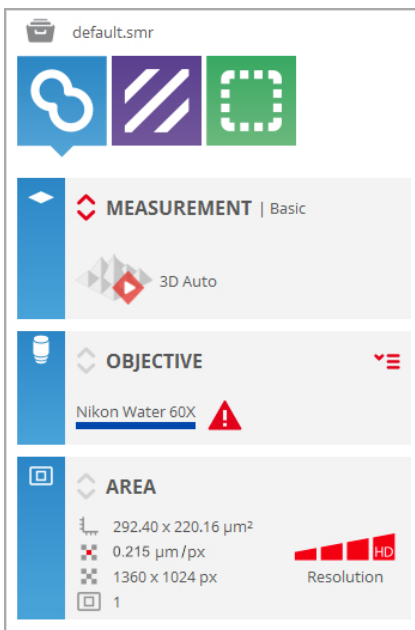 default.smr
MEASUREMENT | Basic
3D Auto
OBJECTIVE
Nikon Water 60X
AREA
292.40 x 220.16 µm²
0.215 µm/px
1360 x 1024 px
HD
Resolution
1